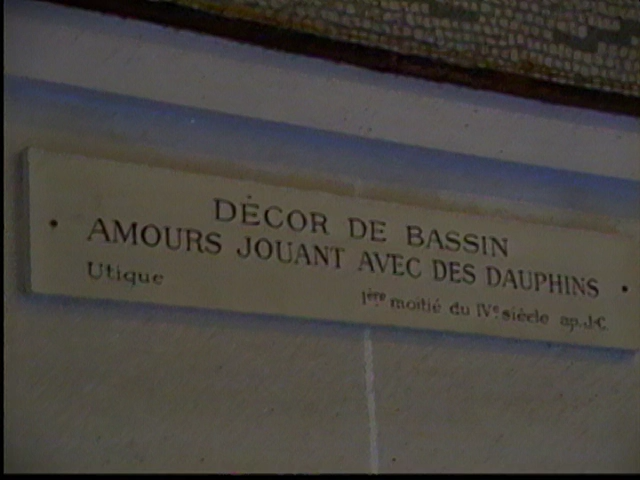 DÉCOR DE BASSIN
AMOURS JOUANT AVEC DES DAUPHINS
Utique
1ère moitié du IVe siècle ap.J-C.